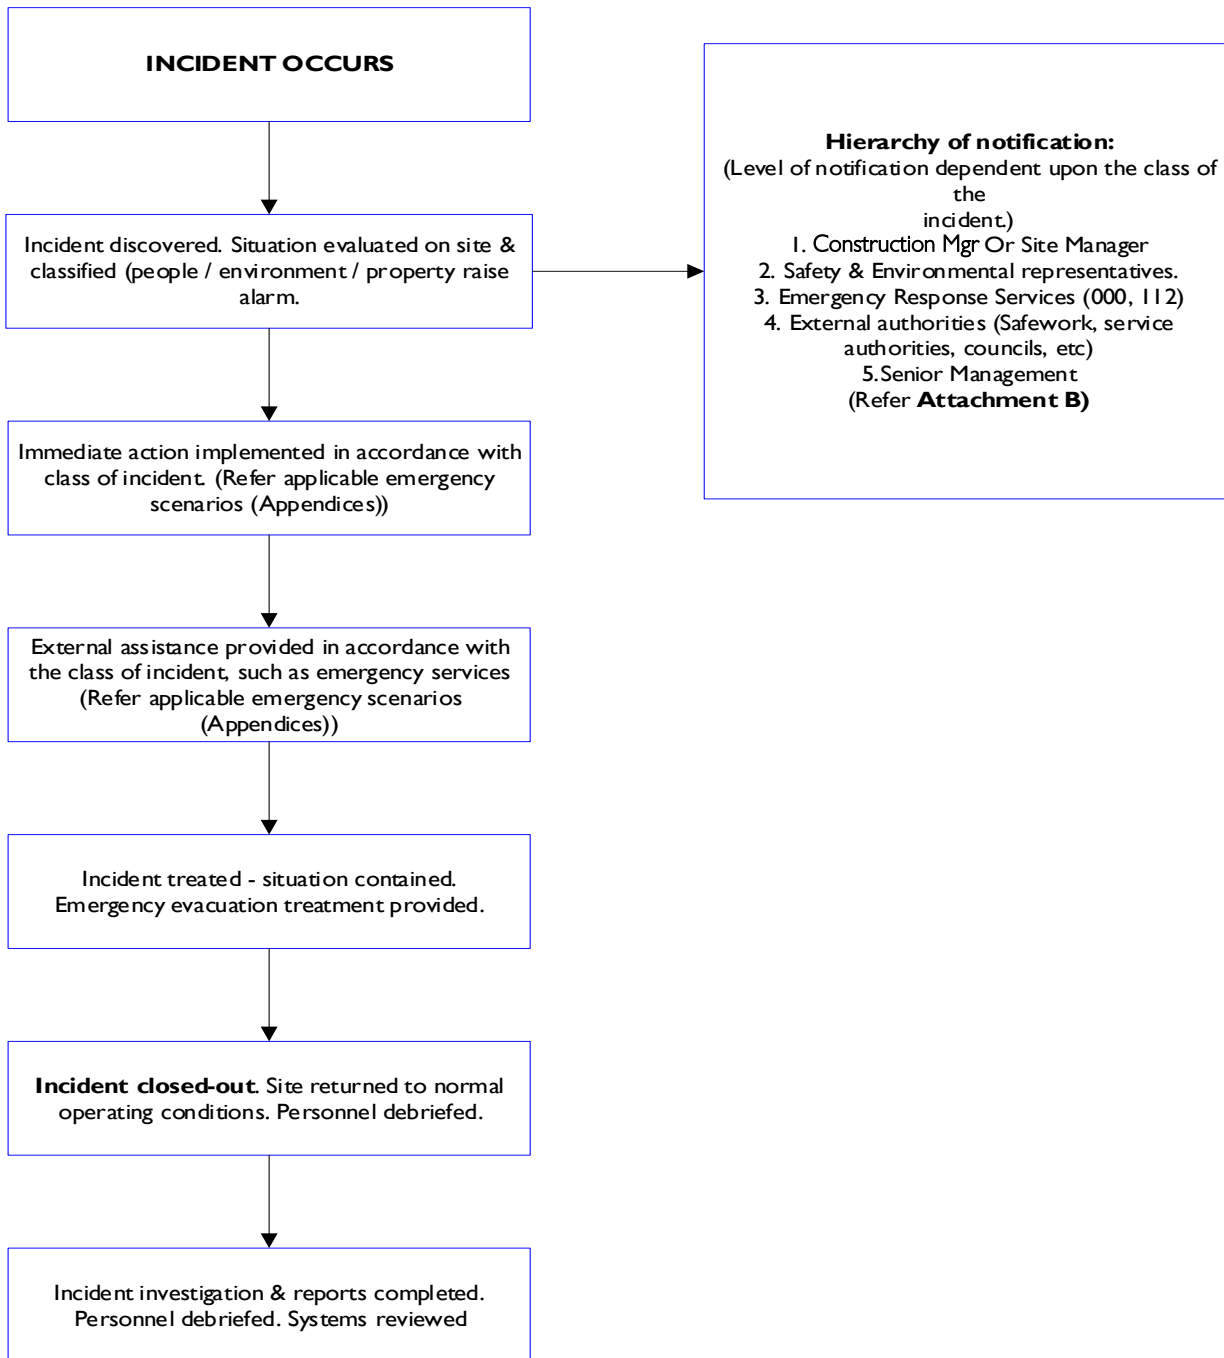 INCIDENT OCCURS
Hierarchy of notification:
(Level of notification dependent upon the class of
the
incident.)
1. Construction Mgr Or Site Manager
2. Safety & Environmental representatives.
3. Emergency Response Services (000, 112)
4. External authorities (Safework, service
authorities, councils, etc)
5.Senior Management
(Refer Attachment B)
Incident discovered. Situation evaluated on site &
classified (people / environment / property raise
alarm.
Immediate action implemented in accordance with
class of incident. (Refer applicable emergency
scenarios (Appendices))
External assistance provided in accordance with
the class of incident, such as emergency services
(Refer applicable emergency scenarios
(Appendices))
Incident treated - situation contained.
Emergency evacuation treatment provided.
Incident closed-out. Site returned to normal
operating conditions. Personnel debriefed.
Incident investigation & reports completed.
Personnel debriefed. Systems reviewed